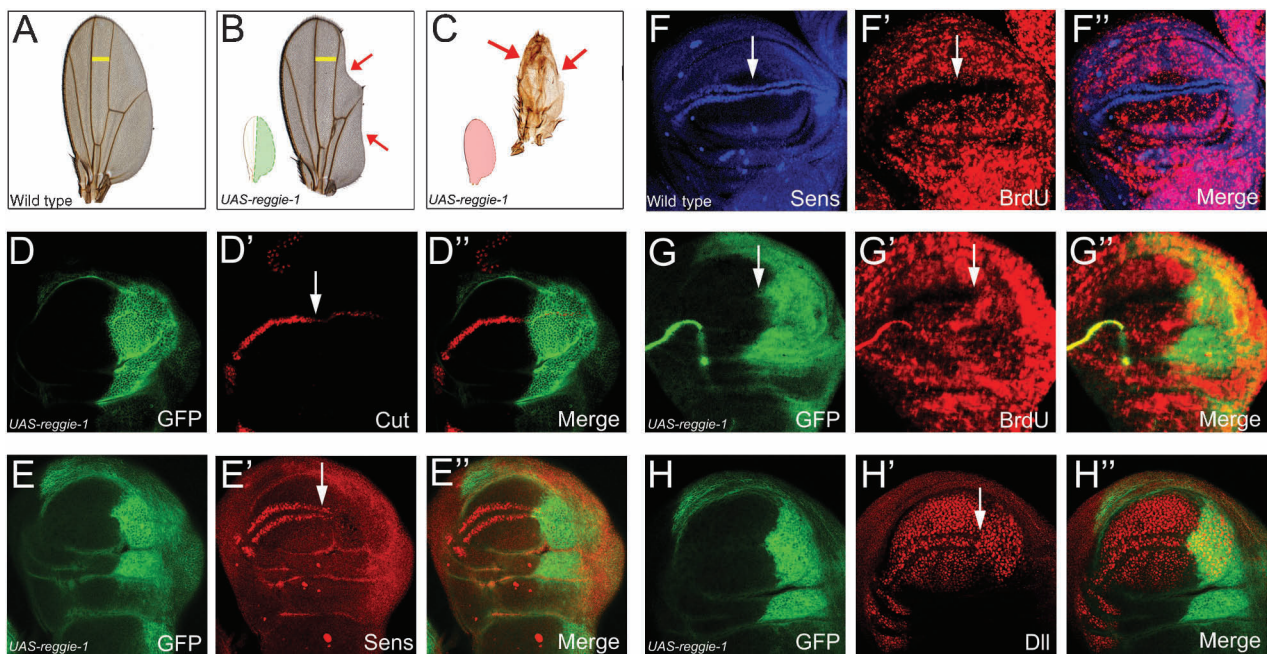 A
Wild type
B
UAS-reggie-1
C
UAS-reggie-1
D
UAS-reggie-1
GFP
D'
Cut
D''
Merge
E
UAS-reggie-1
GFP
E'
Sens
E''
Merge
F
Wild type
Sens
F'
BrdU
F''
Merge
G
UAS-reggie-1
GFP
G'
BrdU
G''
Merge
H
UAS-reggie-1
GFP
H'
Dll
H''
Merge